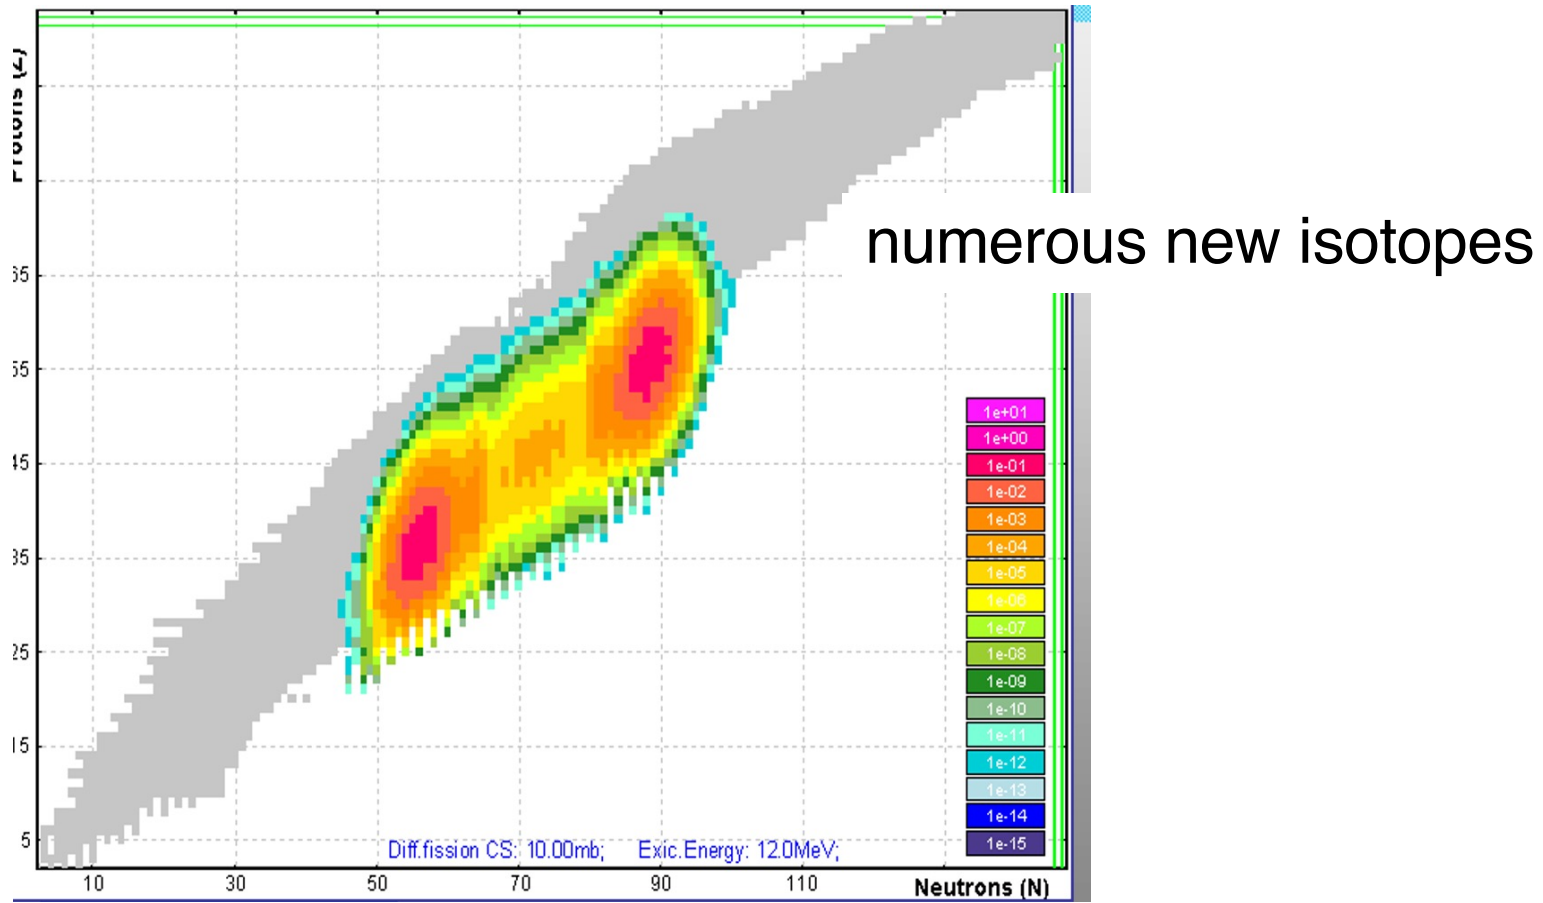 Protons (Z)
numerous new isotopes
65
55
45
35
25
15
5
1e+01
1e+00
1e-01
1e-02
1e-03
1e-04
1e-05
1e-06
1e-07
1e-08
1e-09
1e-10
1e-11
1e-12
1e-13
1e-14
1e-15
Diff.fission CS: 10.00mb; Exic.Energy: 12.0MeV;
10 30 50 70 90 110
Neutrons (N)